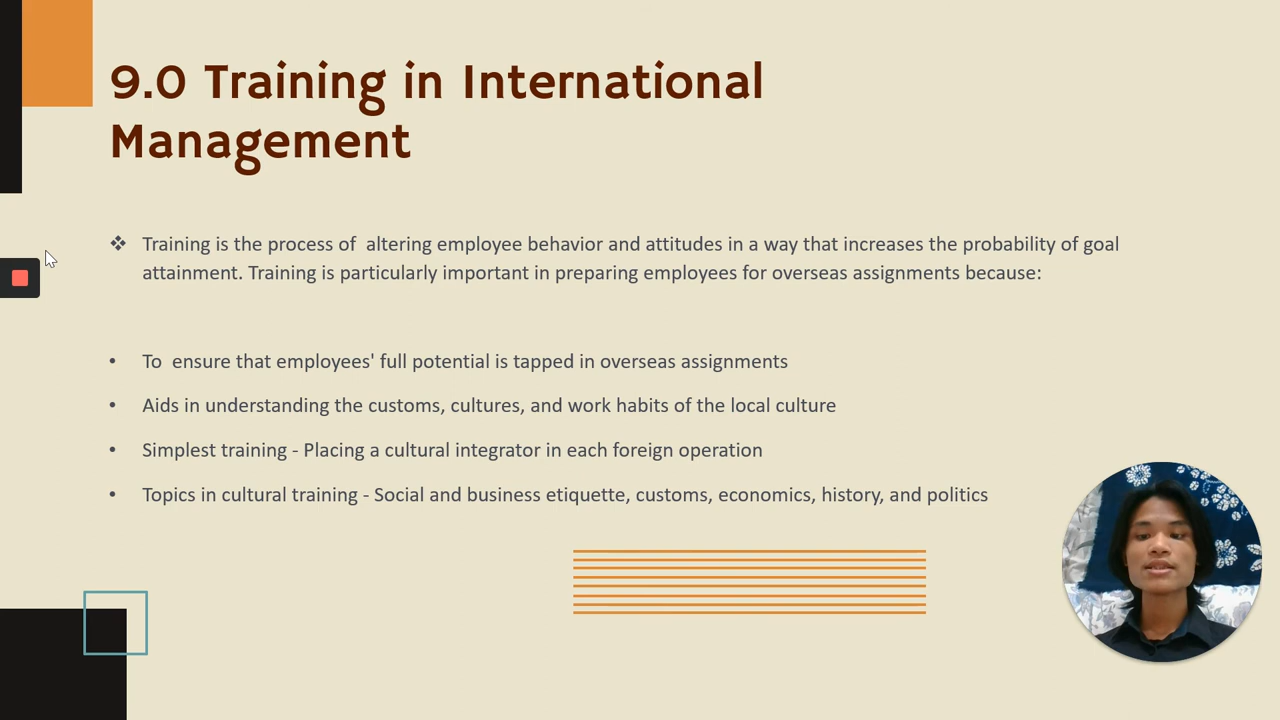 9.0 Training in International
Management
❖ Training is the process of  altering employee behavior and attitudes in a way that increases the probability of goal
attainment. Training is particularly important in preparing employees for overseas assignments because:
• To  ensure that employees' full potential is tapped in overseas assignments
• Aids in understanding the customs, cultures, and work habits of the local culture
• Simplest training - Placing a cultural integrator in each foreign operation
• Topics in cultural training - Social and business etiquette, customs, economics, history, and politics